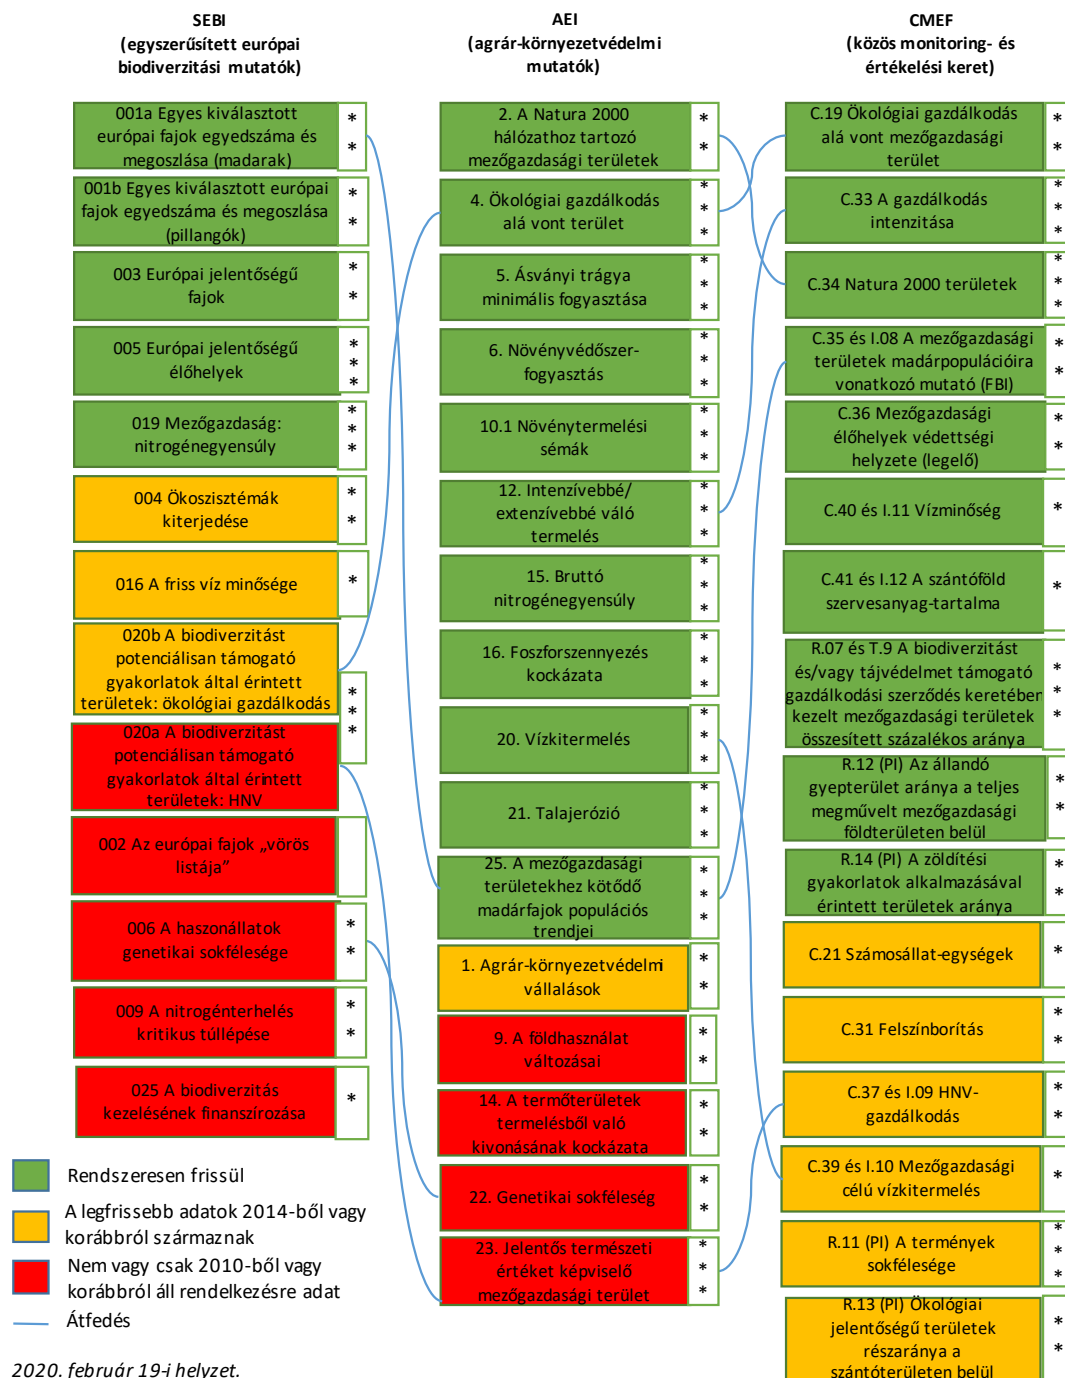 SEBI
(egyszerűsített európai
biodiverzitási mutatók)
001a Egyes kiválasztott
európai fajok egyedszáma és
megoszlása (madarak)
*
*
001b Egyes kiválasztott európai
fajok egyedszáma és megoszlása
(pillangók)
*
*
003 Európai jelentőségű
fajok
*
*
005 Európai jelentőségű
élőhelyek
*
*
*
019 Mezőgazdaság:
nitrogénegyensúly
*
*
*
004 Ökoszisztémák
kiterjedése
*
*
016 A friss víz minősége
*
020b A biodiverzitást
potenciálisan támogató
gyakorlatok által érintett
területek: ökológiai gazdálkodás
*
*
*
020a A biodiverzitást
potenciálisan támogató
gyakorlatok által érintett
területek: HNV
002 Az európai fajok „vörös
listája”
006 A haszonállatok
genetikai sokfélesége
*
*
009 A nitrogénterhelés
kritikus túllépése
*
*
025 A biodiverzitás
kezelésének finanszírozása
*
AEI
(agrár-környezetvédelmi
mutatók)
2. A Natura 2000
hálózathoz tartozó
mezőgazdasági területek
*
*
4. Ökológiai gazdálkodás
alá vont terület
*
*
*
5. Ásványi trágya
minimális fogyasztása
*
*
*
6. Növényvédőszer-
fogyasztás
*
*
*
10.1 Növénytermelési
sémák
*
*
*
12. Intenzívebbé/
extenzívebbé váló
termelés
*
*
*
15. Bruttó
nitrogénegyensúly
*
*
*
16. Foszforszennyezés
kockázata
*
*
*
20. Vízkitermelés
*
*
*
21. Talajerózió
*
*
*
25. A mezőgazdasági
területekhez kötődő
madárfajok populációs
trendjei
*
*
*
1. Agrár-környezetvédelmi
vállalások
*
*
9. A földhasználat
változásai
*
*
14. A termőterületek
termelésből való
kivonásának kockázata
*
*
22. Genetikai sokféleség
*
*
23. Jelentős természeti
értéket képviselő
mezőgazdasági terület
*
*
*
CMEF
(közös monitoring- és
értékelési keret)
C.19 Ökológiai gazdálkodás
alá vont mezőgazdasági
terület
*
*
C.33 A gazdálkodás
intenzitása
*
*
*
C.34 Natura 2000 területek
*
*
*
C.35 és I.08 A mezőgazdasági
területek madárpopulációira
vonatkozó mutató (FBI)
*
*
C.36 Mezőgazdasági
élőhelyek védettségi
helyzete (legelő)
*
*
C.40 és I.11 Vízminőség
*
C.41 és I.12 A szántóföld
szervesanyag-tartalma
*
R.07 és T.9 A biodiverzitást
és/vagy tájvédelmet támogató
gazdálkodási szerződés keretében
kezelt mezőgazdasági területek
összesített százalékos aránya
*
*
*
R.12 (PI) Az állandó
gyepterület aránya a teljes
megművelt mezőgazdasági
földterületen belül
*
*
R.14 (PI) A zöldítési
gyakorlatok alkalmazásával
érintett területek aránya
*
*
C.21 Számosállat-egységek
*
C.31 Felszínborítás
*
*
C.37 és I.09 HNV-
gazdálkodás
*
*
C.39 és I.10 Mezőgazdasági
célú vízkitermelés
*
R.11 (PI) A termények
sokfélesége
*
*
*
R.13 (PI) Ökológiai
jelentőségű területek
részaránya a
szántóterületen belül
*
*
Rendszeresen frissül
A legfrissebb adatok 2014-ből vagy
korábbról származnak
Nem vagy csak 2010-ből vagy
korábbról áll rendelkezésre adat
Átfedés
2020. február 19-i helyzet.